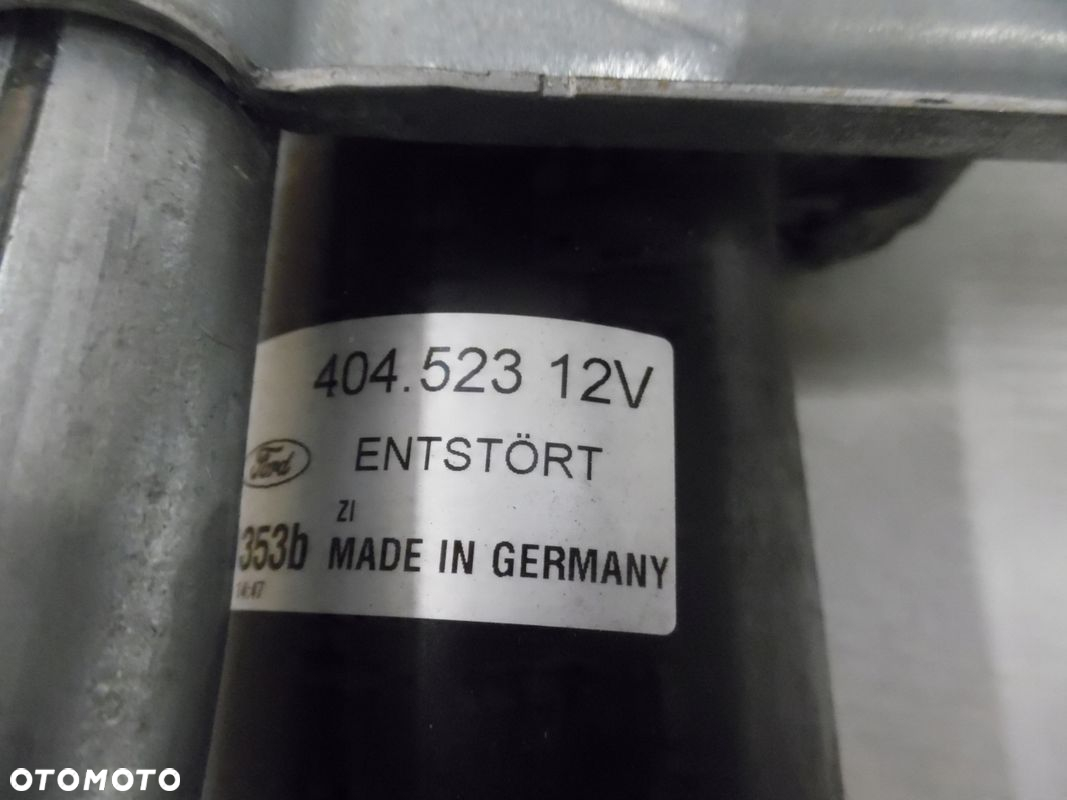 404.523 12V
Ford
ENTSTÖRT
ZI
353b MADE IN GERMANY
OTOMOTO